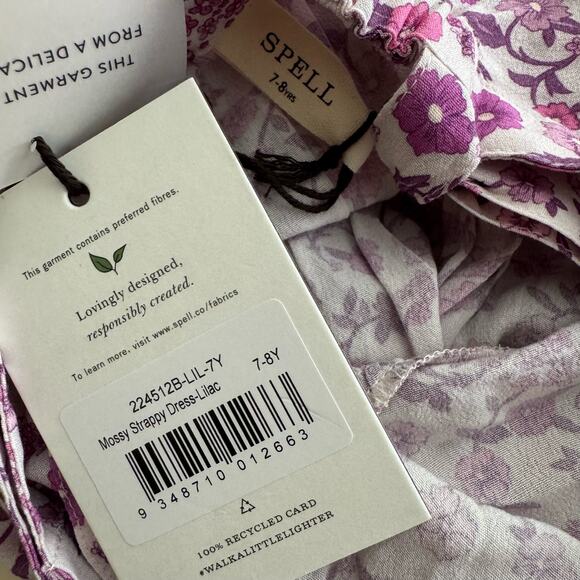 THIS GARMENT
FROM A DELICA
SPELL
7-8YRS
This garment contains preferred fibres.
Lovingly designed,
responsibly created.
To learn more, visit www.spell.co/fabrics
224512B-LIL-7Y 7-8Y
Mossy Strappy Dress-Lilac
9 348710 012663
100% RECYCLED CARD
#WALKALITTLELIGHTER